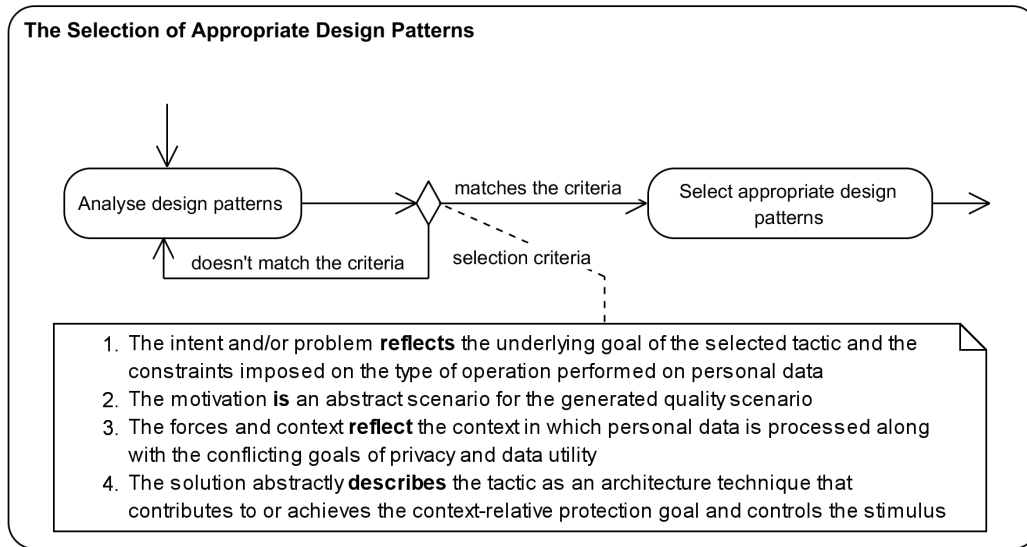 The Selection of Appropriate Design Patterns
Analyse design patterns
matches the criteria
Select appropriate design
patterns
doesn't match the criteria
selection criteria
1. The intent and/or problem reflects the underlying goal of the selected tactic and the
constraints imposed on the type of operation performed on personal data
2. The motivation is an abstract scenario for the generated quality scenario
3. The forces and context reflect the context in which personal data is processed along
with the conflicting goals of privacy and data utility
4. The solution abstractly describes the tactic as an architecture technique that
contributes to or achieves the context-relative protection goal and controls the stimulus